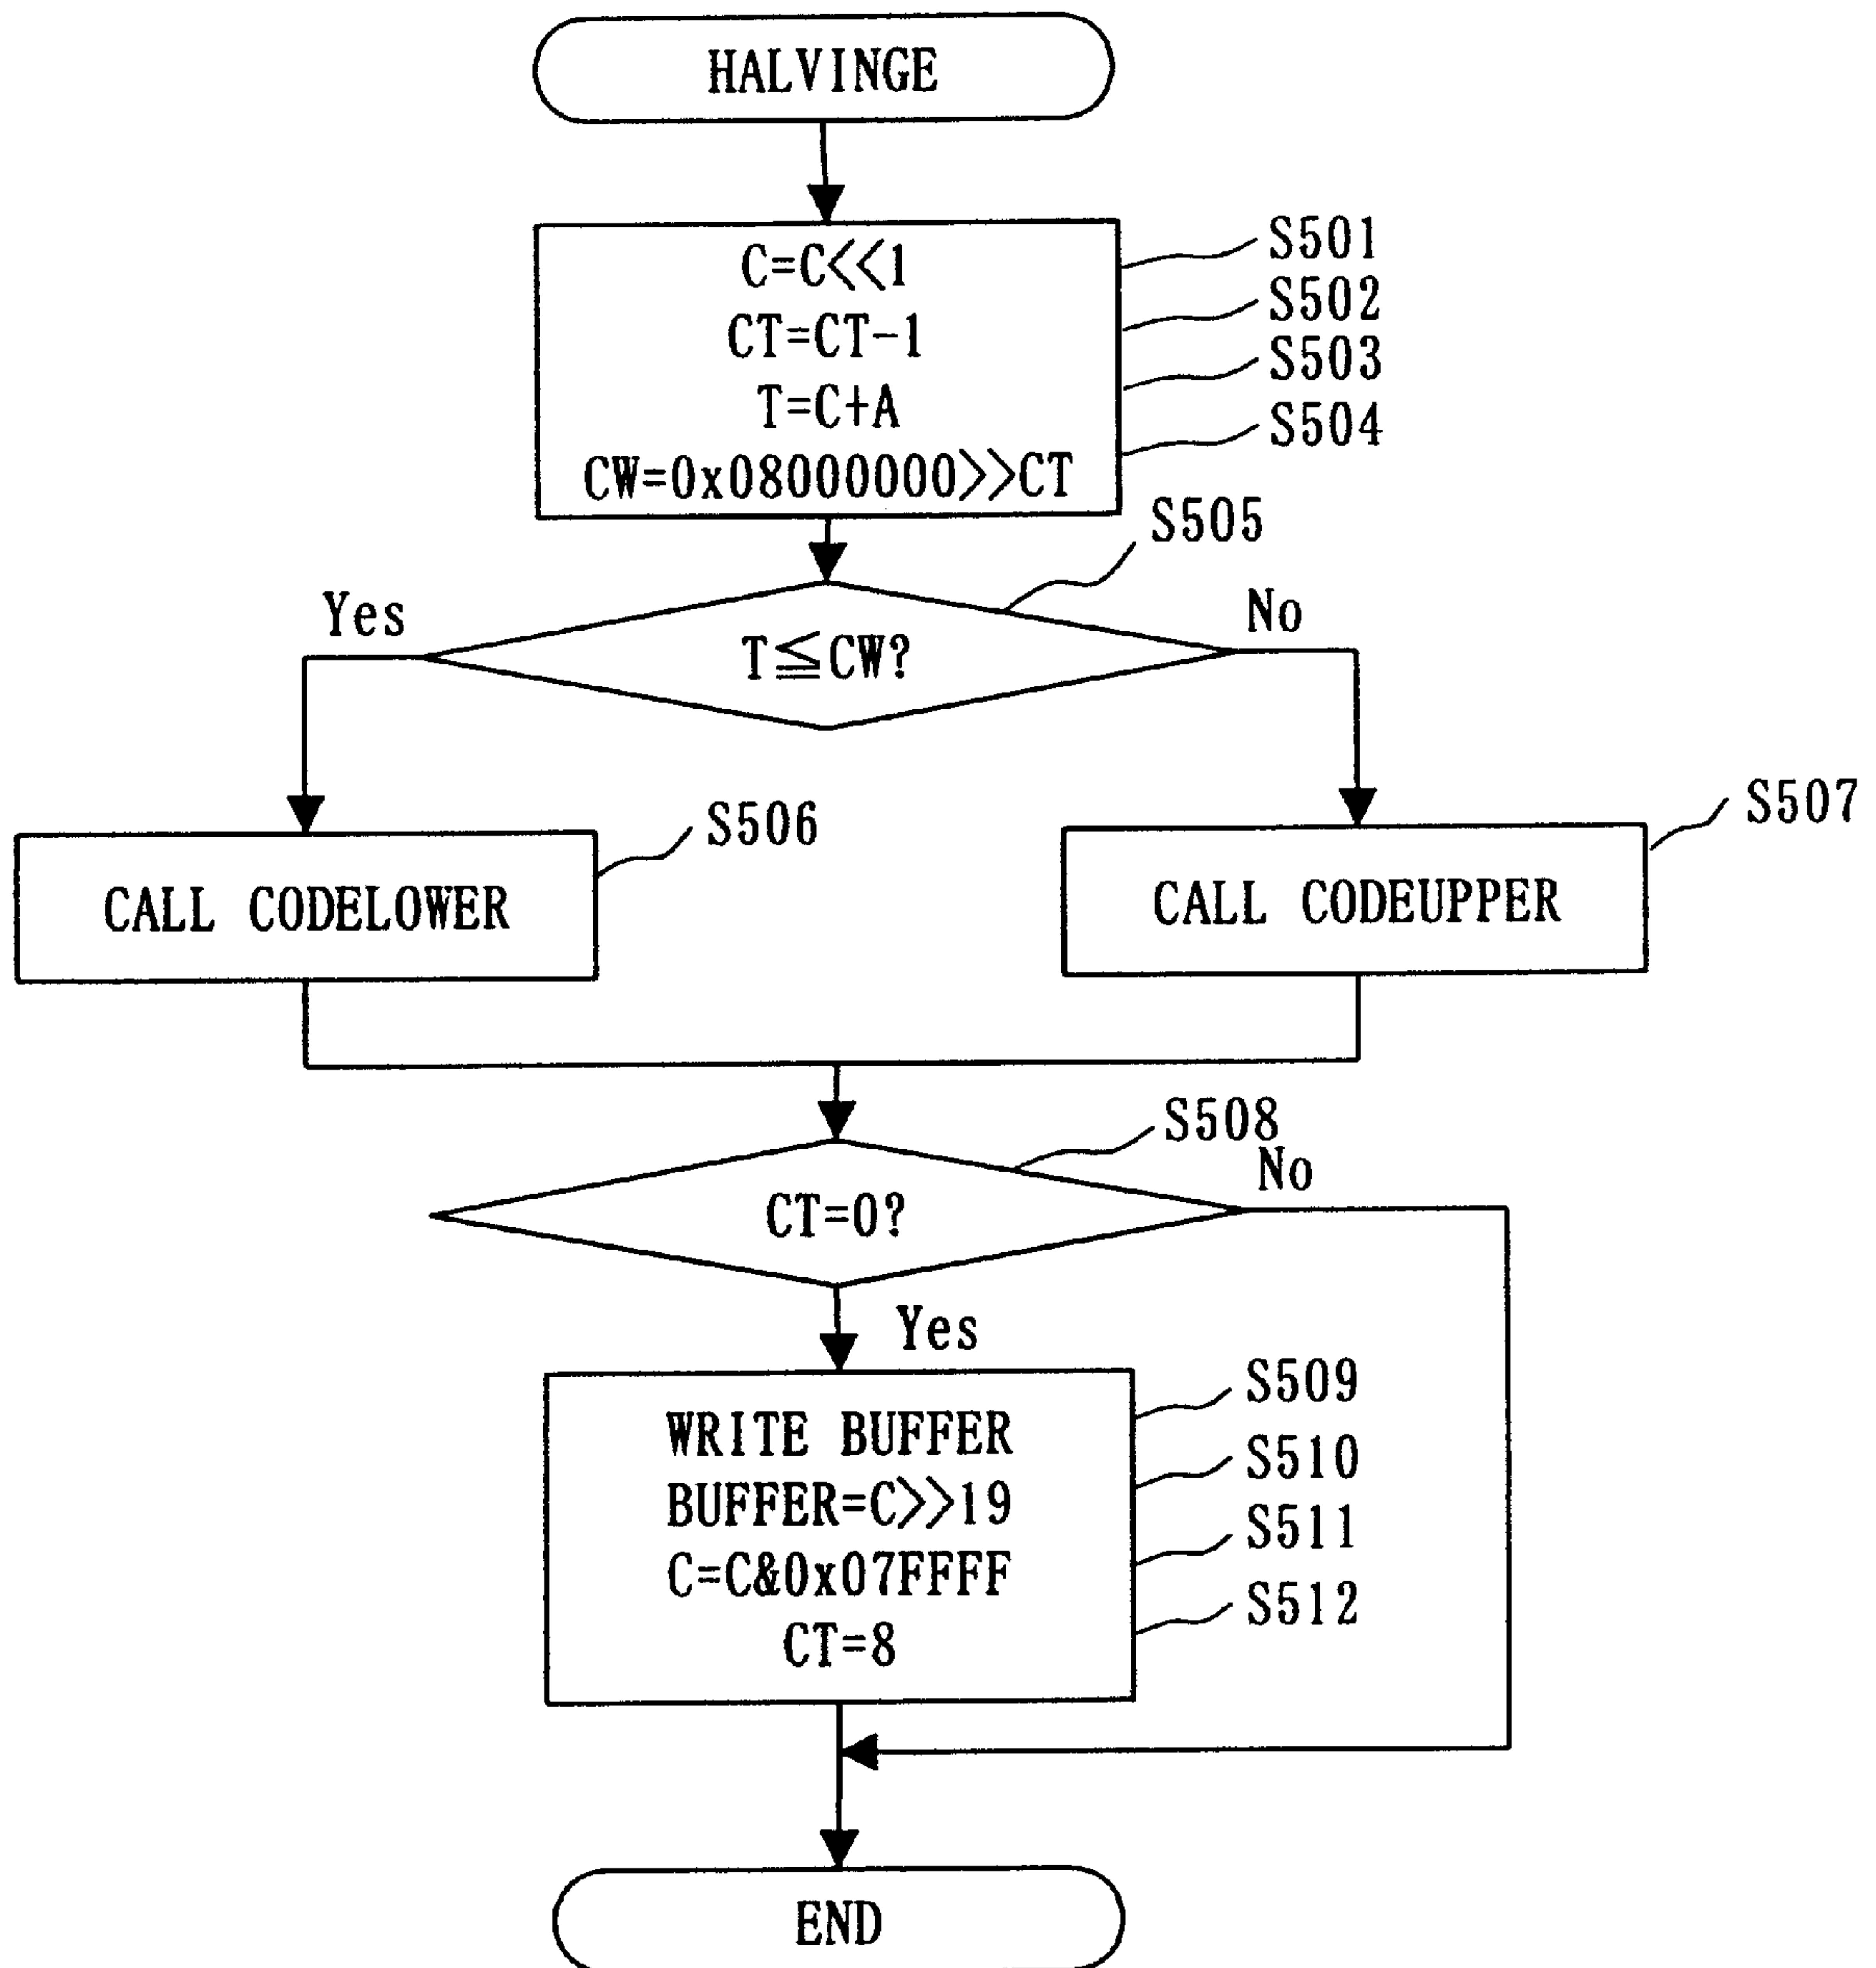 HALVINGE
C=C<<1
S501
CT=CT-1
S502
T=C+A
S503
CW=0x08000000>>CT
S504
S505
Yes
No
T≦CW?
S506
S507
CALL CODELOWER
CALL CODEUPPER
S508
No
CT=0?
Yes
WRITE BUFFER
S509
BUFFER=C>>19
S510
C=C&0x07FFFF
S511
CT=8
S512
END